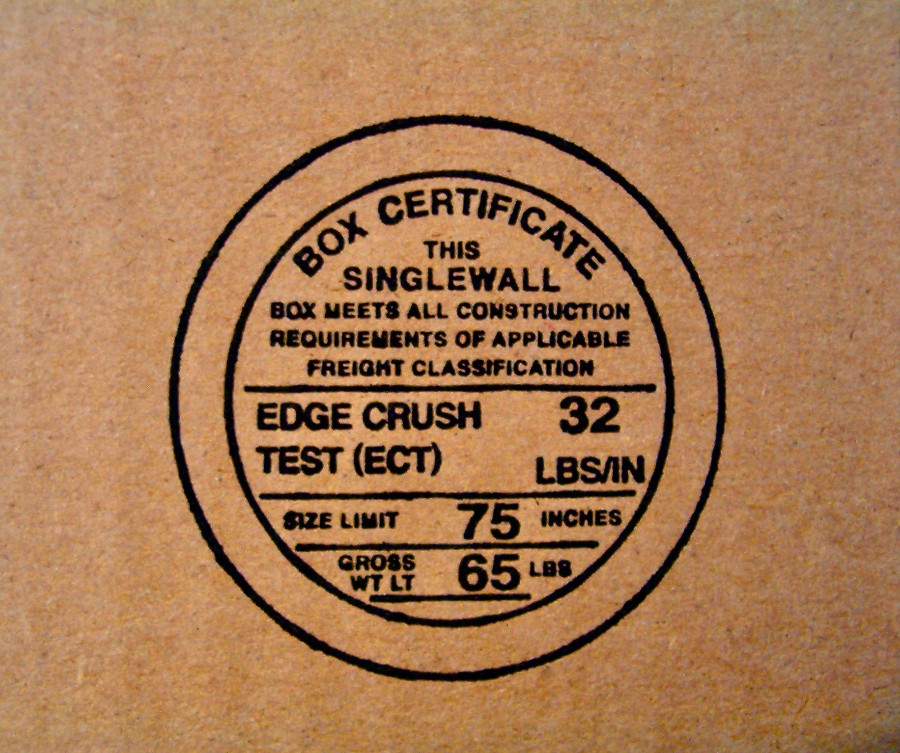 BOX CERTIFICATE
THIS
SINGLEWALL
BOX MEETS ALL CONSTRUCTION
REQUIREMENTS OF APPLICABLE
FREIGHT CLASSIFICATION
EDGE CRUSH 32
TEST (ECT) LBS/IN
SIZE LIMIT 75 INCHES
GROSS
WT LT 65 LBS